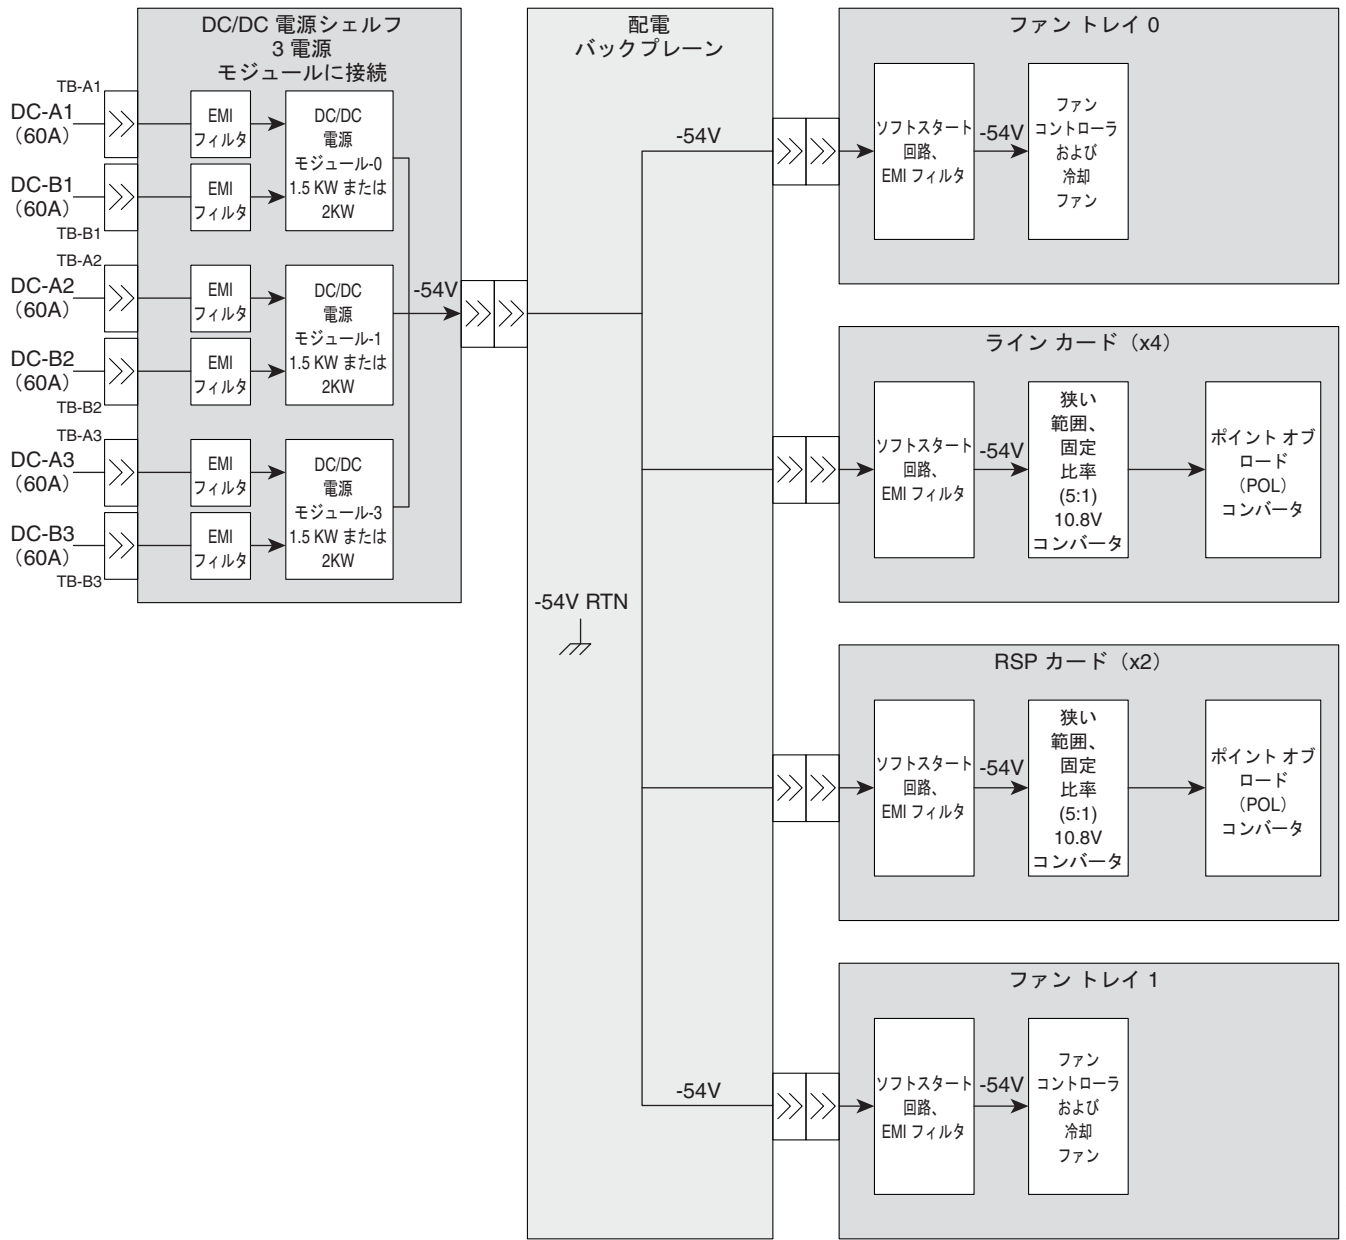 DC/DC 電源シェルフ
3 電源
モジュールに接続
TB-A1
DC-A1
（60A）
EMI
フィルタ
DC/DC
電源
モジュール-0
1.5 KW または
2KW
DC-B1
（60A）
TB-B1
EMI
フィルタ
TB-A2
DC-A2
（60A）
EMI
フィルタ
DC/DC
電源
モジュール-1
1.5 KW または
2KW
DC-B2
（60A）
TB-B2
EMI
フィルタ
TB-A3
DC-A3
（60A）
EMI
フィルタ
DC/DC
電源
モジュール-3
1.5 KW または
2KW
DC-B3
（60A）
TB-B3
EMI
フィルタ
-54V
配電
バックプレーン
-54V
-54V RTN
-54V
ファン トレイ 0
ソフトスタート
回路、
EMI フィルタ
-54V
ファン
コントローラ
および
冷却
ファン
ライン カード（x4）
ソフトスタート
回路、
EMI フィルタ
-54V
狭い
範囲、
固定
比率
(5:1)
10.8V
コンバータ
ポイント オブ
ロード
（POL）
コンバータ
RSP カード（x2）
ソフトスタート
回路、
EMI フィルタ
-54V
狭い
範囲、
固定
比率
(5:1)
10.8V
コンバータ
ポイント オブ
ロード
（POL）
コンバータ
ファン トレイ 1
ソフトスタート
回路、
EMI フィルタ
-54V
ファン
コントローラ
および
冷却
ファン